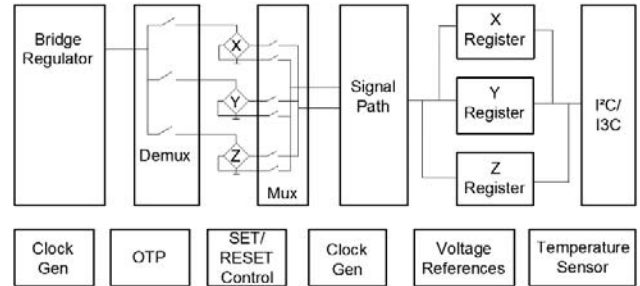 Bridge
Regulator
Demux
X
Y
Z
Mux
Signal
Path
X
Register
Y
Register
Z
Register
I²C/
I3C
Clock
Gen
OTP
SET/
RESET
Control
Clock
Gen
Voltage
References
Temperature
Sensor